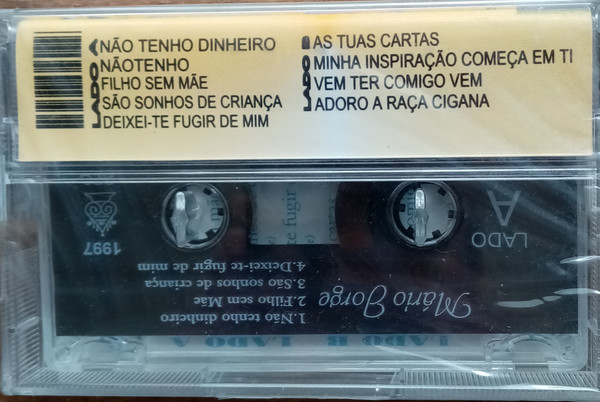 LADO A
NÃO TENHO DINHEIRO
NÃOTENHO
FILHO SEM MÃE
SÃO SONHOS DE CRIANÇA
DEIXEI-TE FUGIR DE MIM
LADO B
AS TUAS CARTAS
MINHA INSPIRAÇÃO COMEÇA EM TI
VEM TER COMIGO VEM
ADORO A RAÇA CIGANA
LADO
A
1997
Mário Jorge
1.Não tenho dinheiro
2.Filho sem Mãe
3.São sonhos de criança
4.Deixei-te fugir de mim
LADO B LADO A